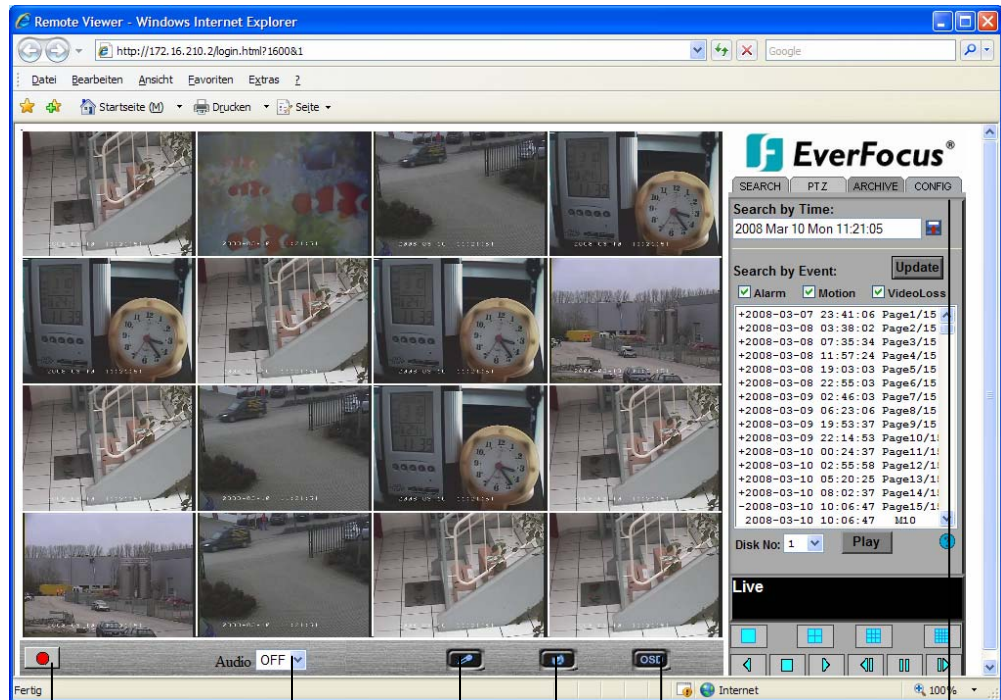 Remote Viewer - Windows Internet Explorer
http://172.16.210.2/login.html?1600&1
Google
Datei Bearbeiten Ansicht Favoriten Extras ?
Startseite (M) Drucken Seite
EverFocus®
SEARCH PTZ ARCHIVE CONFIG
Search by Time:
2008 Mar 10 Mon 11:21:05
Search by Event: Update
Alarm Motion VideoLoss
+2008-03-07 23:41:06 Page1/15
+2008-03-08 03:38:02 Page2/15
+2008-03-08 07:35:34 Page3/15
+2008-03-08 11:57:24 Page4/15
+2008-03-08 19:03:03 Page5/15
+2008-03-08 22:55:03 Page6/15
+2008-03-09 02:46:03 Page7/15
+2008-03-09 06:23:06 Page8/15
+2008-03-09 19:53:37 Page9/15
+2008-03-09 22:14:53 Page10/1
+2008-03-10 00:24:37 Page11/1
+2008-03-10 02:55:58 Page12/1
+2008-03-10 05:20:25 Page13/1
+2008-03-10 08:02:37 Page14/1
-2008-03-10 10:06:47 Page15/1
2008-03-10 10:06:47 M10
Disk No: 1 Play
Live
Audio OFF
OSD
Fertig
Internet
100%